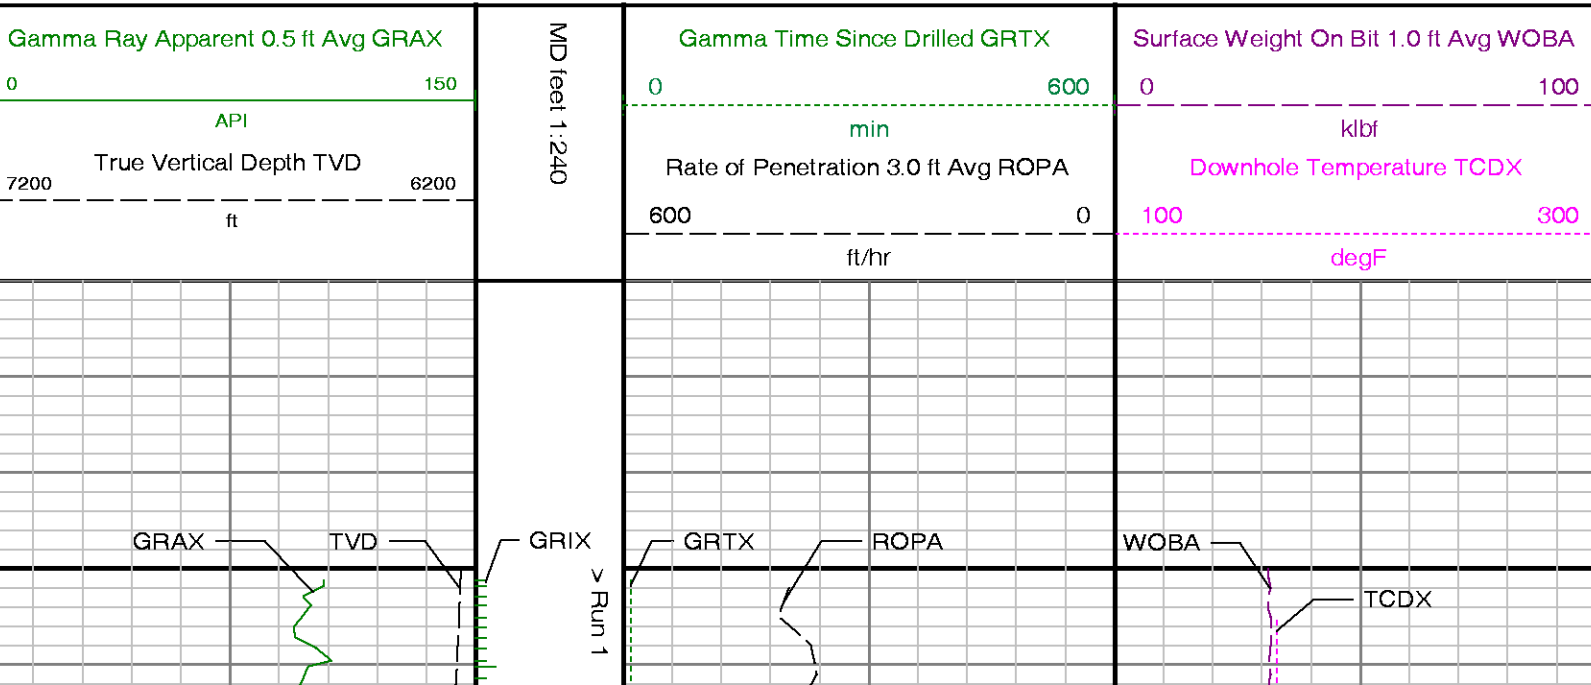 Gamma Ray Apparent 0.5 ft Avg GRAX
0 150
API
True Vertical Depth TVD
7200 6200
ft
MD feet 1:240
Gamma Time Since Drilled GRTX
0 600
min
Rate of Penetration 3.0 ft Avg ROPA
600 0
ft/hr
Surface Weight On Bit 1.0 ft Avg WOBA
0 100
klbf
Downhole Temperature TCDX
100 300
degF
GRAX
TVD
GRIX
> Run 1
GRTX
ROPA
WOBA
TCDX